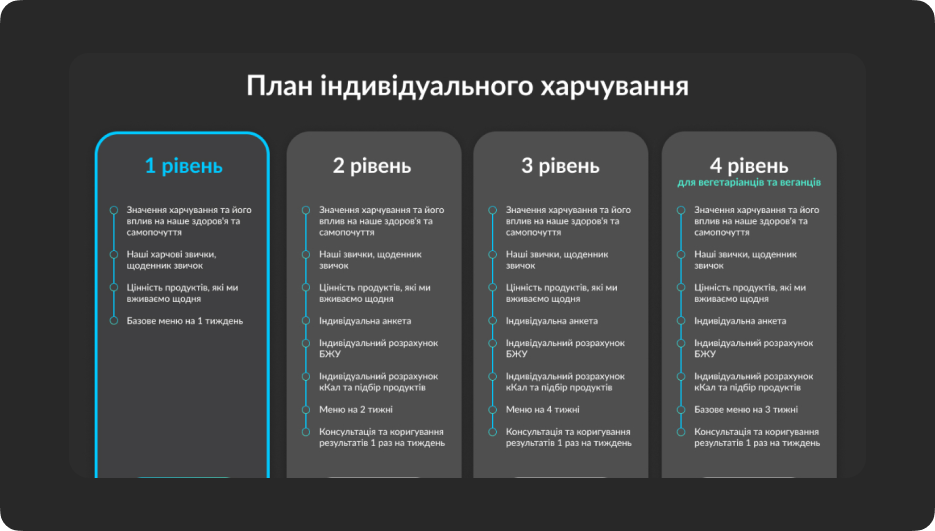 План індивідуального харчування
1 рівень
Значення харчування та його
вплив на наше здоров'я та
самопочуття
Наші харчові звички,
щоденник звичок
Цінність продуктів, які ми
вживаємо щодня
Базове меню на 1 тиждень
2 рівень
Значення харчування та його
вплив на наше здоров'я та
самопочуття
Наші звички, щоденник
звичок
Цінність продуктів, які ми
вживаємо щодня
Індивідуальна анкета
Індивідуальний розрахунок
БЖУ
Індивідуальний розрахунок
кКал та підбір продуктів
Меню на 2 тижні
Консультація та коригування
результатів 1 раз на тиждень
3 рівень
Значення харчування та його
вплив на наше здоров'я та
самопочуття
Наші звички, щоденник
звичок
Цінність продуктів, які ми
вживаємо щодня
Індивідуальна анкета
Індивідуальний розрахунок
БЖУ
Індивідуальний розрахунок
кКал та підбір продуктів
Меню на 4 тижні
Консультація та коригування
результатів 1 раз на тиждень
4 рівень
для вегетаріанців та веганців
Значення харчування та його
вплив на наше здоров'я та
самопочуття
Наші звички, щоденник
звичок
Цінність продуктів, які ми
вживаємо щодня
Індивідуальна анкета
Індивідуальний розрахунок
БЖУ
Індивідуальний розрахунок
кКал та підбір продуктів
Базове меню на 3 тижні
Консультація та коригування
результатів 1 раз на тиждень